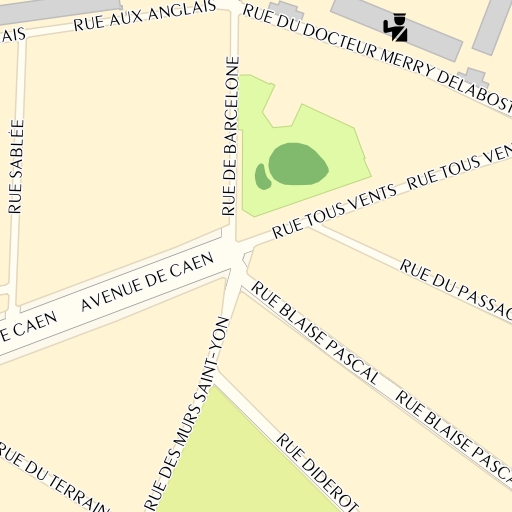 AIS
RUE AUX ANGLAIS
RUE DU DOCTEUR MERRY DELABOST
RUE SABLÉE
RUE DE BARCELONE
RUE TOUS VENTS
RUE TOUS VEN
AVENUE DE CAEN
E CAEN
RUE DU PASSAG
RUE BLAISE PASCAL
RUE BLAISE PASCA
RUE DES MURS SAINT-YON
RUE DIDEROT
RUE DU TERRAIN